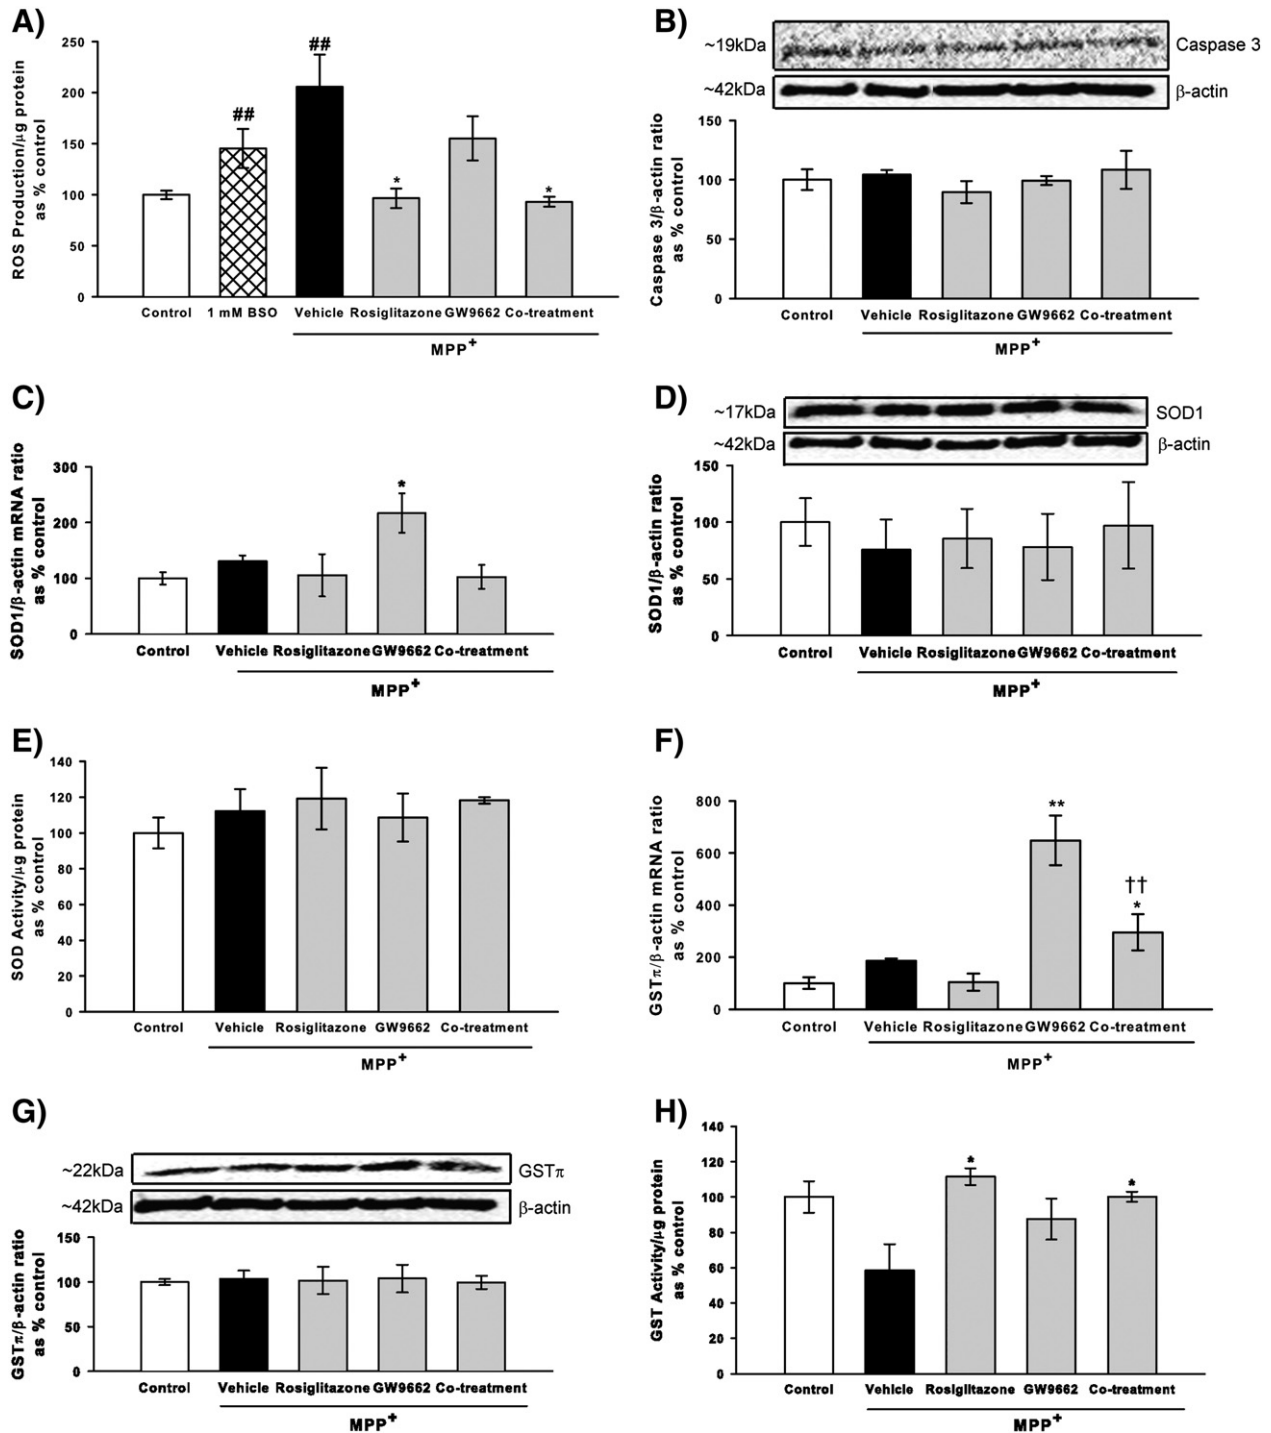 A)
ROS Production/µg protein
as % control
250
200
150
100
50
0
##
##
*
*
Control 1 mM BSO Vehicle Rosiglitazone GW9662 Co-treatment
MPP+
B)
~19kDa Caspase 3
~42kDa β-actin
Caspase 3/β-actin ratio
as % control
150
100
50
0
Control Vehicle Rosiglitazone GW9662 Co-treatment
MPP+
C)
SOD1/β-actin mRNA ratio
as % control
300
200
100
0
*
Control Vehicle Rosiglitazone GW9662 Co-treatment
MPP+
D)
~17kDa SOD1
~42kDa β-actin
SOD1/β-actin ratio
as % control
150
100
50
0
Control Vehicle Rosiglitazone GW9662 Co-treatment
MPP+
E)
SOD Activity/µg protein
as % control
140
120
100
80
60
40
20
0
Control Vehicle Rosiglitazone GW9662 Co-treatment
MPP+
F)
GSTπ/β-actin mRNA ratio
as % control
800
600
400
200
0
**
††
*
Control Vehicle Rosiglitazone GW9662 Co-treatment
MPP+
G)
~22kDa GSTπ
~42kDa β-actin
GSTπ/β-actin ratio
as % control
150
100
50
0
Control Vehicle Rosiglitazone GW9662 Co-treatment
MPP+
H)
GST Activity/µg protein
as % control
140
120
100
80
60
40
20
0
*
*
Control Vehicle Rosiglitazone GW9662 Co-treatment
MPP+